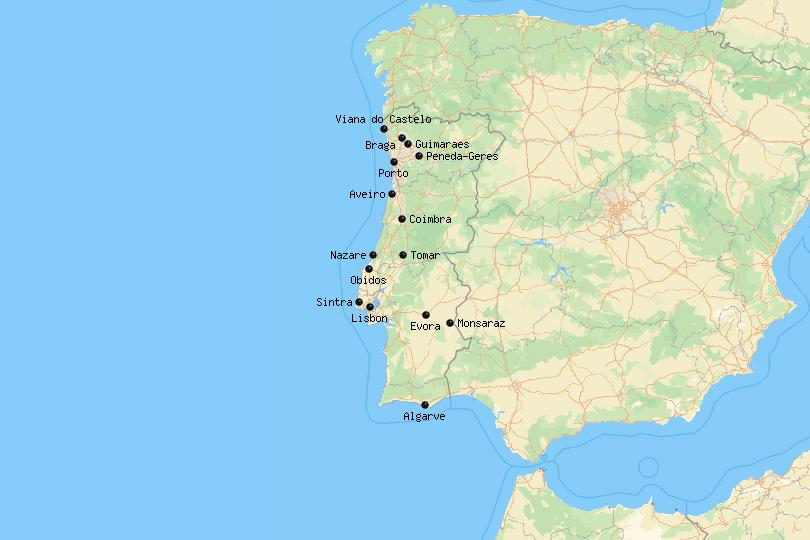 Viana do Castelo
Braga
Guimaraes
Peneda-Geres
Porto
Aveiro
Coimbra
Nazare
Tomar
Obidos
Sintra
Lisbon
Evora
Monsaraz
Algarve